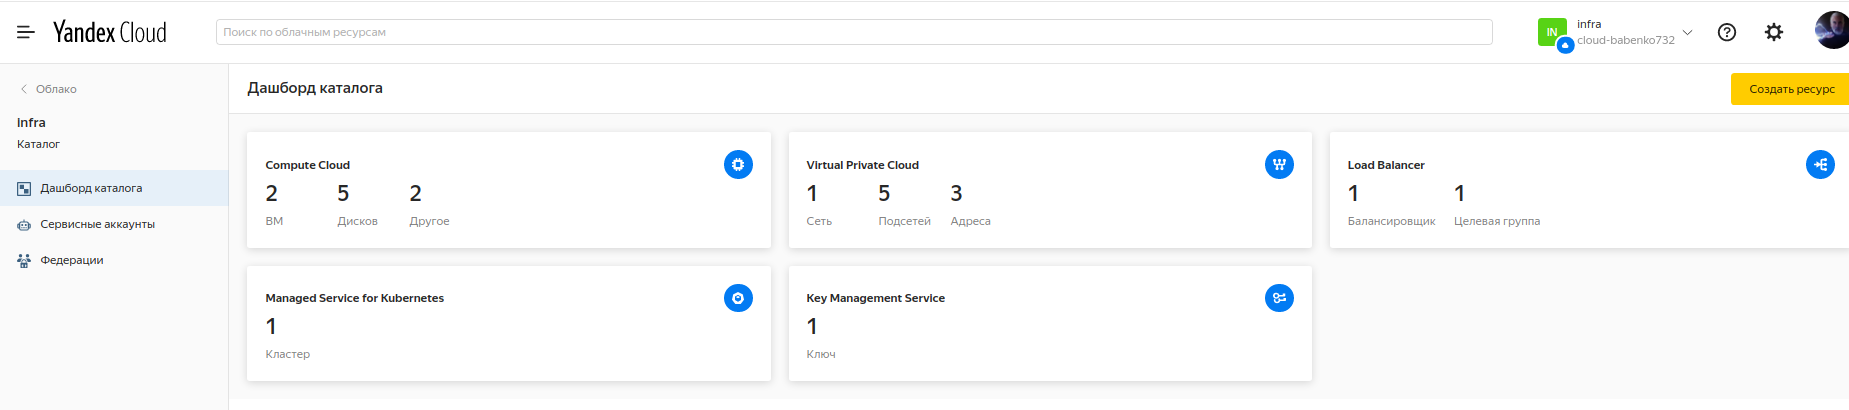 Yandex Cloud
Поиск по облачным ресурсам
IN
infra
cloud-babenko732
Облако
infra
Каталог
Дашборд каталога
Сервисные аккаунты
Федерации
Дашборд каталога
Создать ресурс
Compute Cloud
2 5 2
ВМ Дисков Другое
Virtual Private Cloud
1 5 3
Сеть Подсетей Адреса
Load Balancer
1 1
Балансировщик Целевая группа
Managed Service for Kubernetes
1
Кластер
Key Management Service
1
Ключ